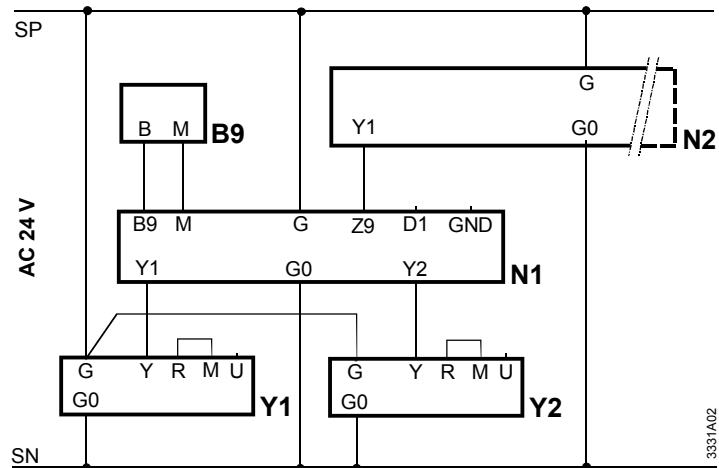 SP
G
B M B9
Y1 G0 N2
AC 24 V
B9 M G Z9 D1 GND
Y1 G0 Y2 N1
G Y R M U
G0 Y1
G Y R M U
G0 Y2
SN
3331A02